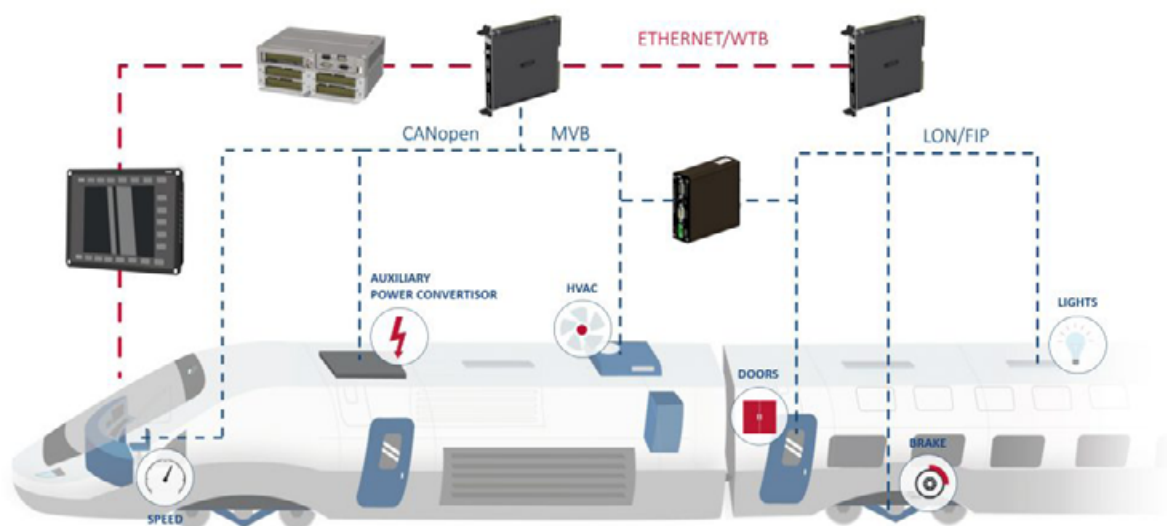 ETHERNET/WTB
CANopen
MVB
LON/FIP
AUXILIARY
POWER CONVERTISOR
HVAC
LIGHTS
DOORS
BRAKE
SPEED